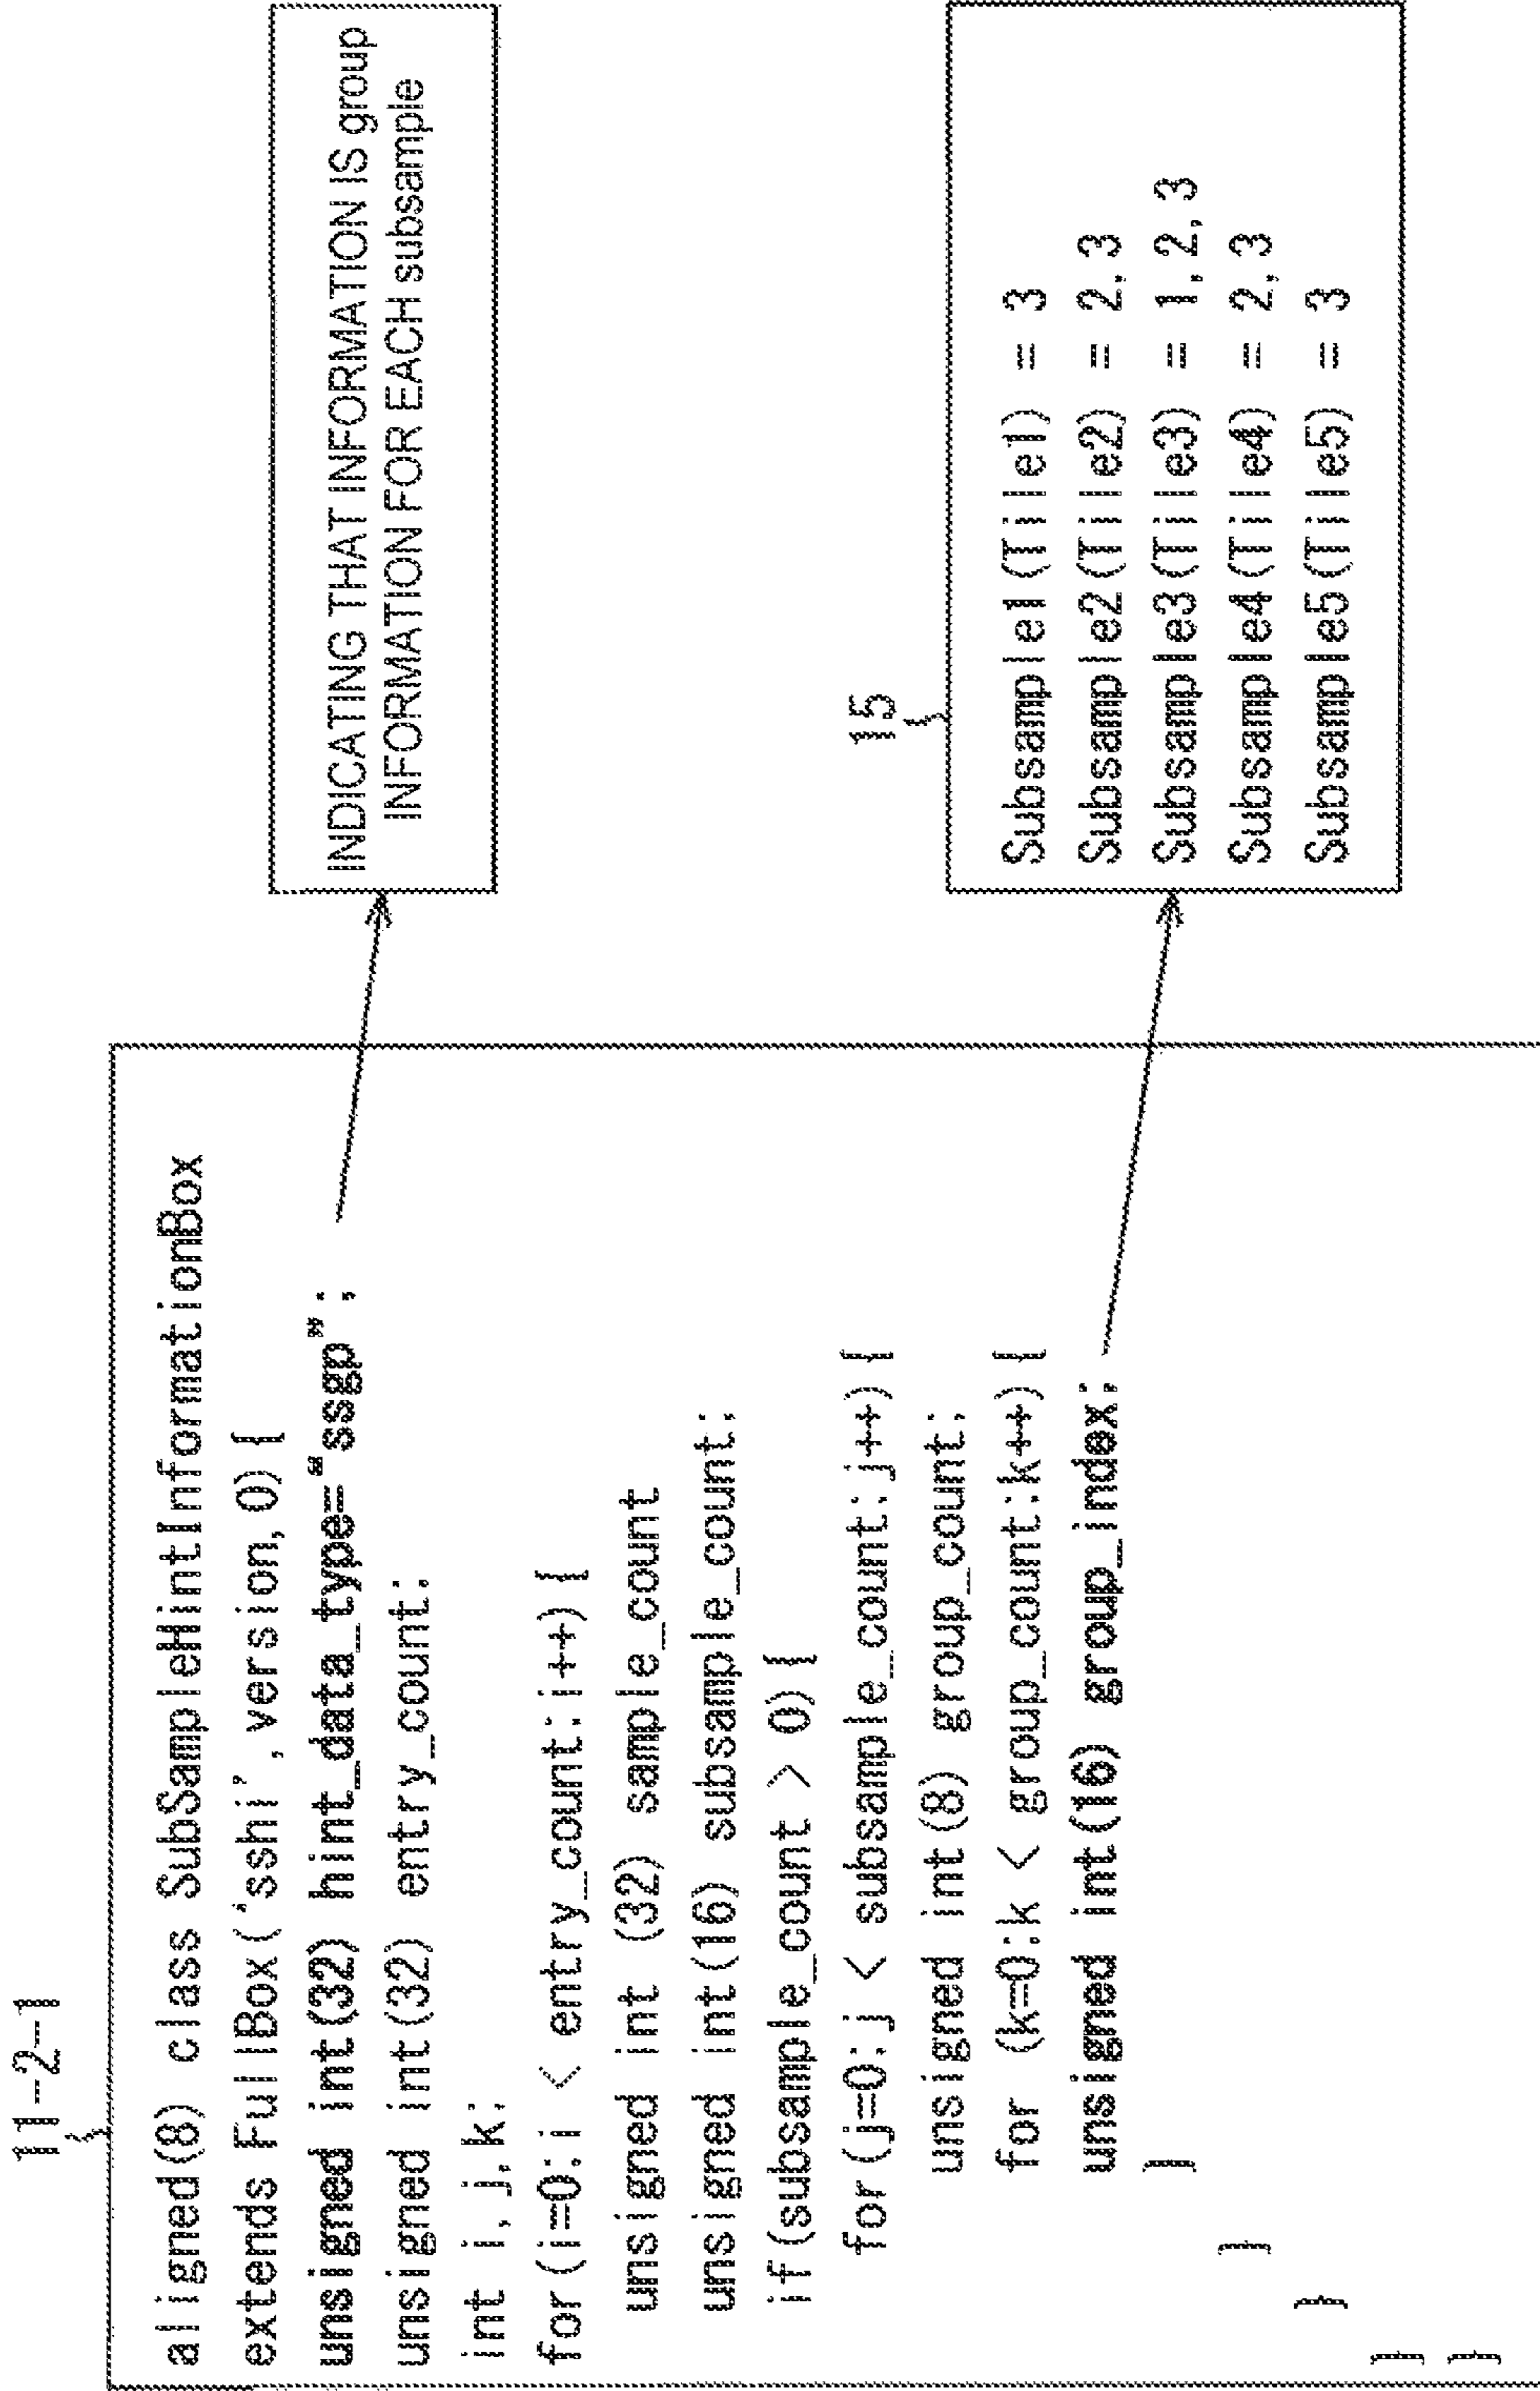 11-2-1
aligned(8) class SubSampleHintInformationBox
extends FullBox('sshi',version,0){
unsigned int(32) hint_data_type="ssgp";
unsigned int(32) entry_count;
int i,j,k;
for(i=0;i < entry_count;i++){
unsigned int (32) sample_count
unsigned int(16) subsample_count;
if(subsample_count > 0){
for(j=0;j < subsample_count;j++){
unsigned int(8) group_count;
for (k=0;k < group_count;k++){
unsigned int(16) group_index;
}
}
}
}
}
INDICATING THAT INFORMATION IS group
INFORMATION FOR EACH subsample
15
Subsample1(Tile1) = 3
Subsample2(Tile2) = 2,3
Subsample3(Tile3) = 1,2,3
Subsample4(Tile4) = 2,3
Subsample5(Tile5) = 3